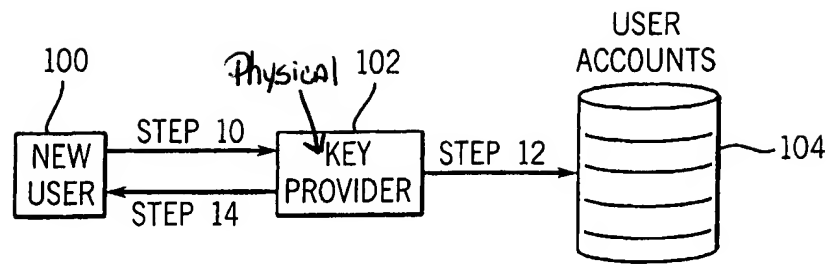 USER
ACCOUNTS
100
Physical
102
STEP 10
NEW
USER
KEY
PROVIDER
STEP 12
104
STEP 14